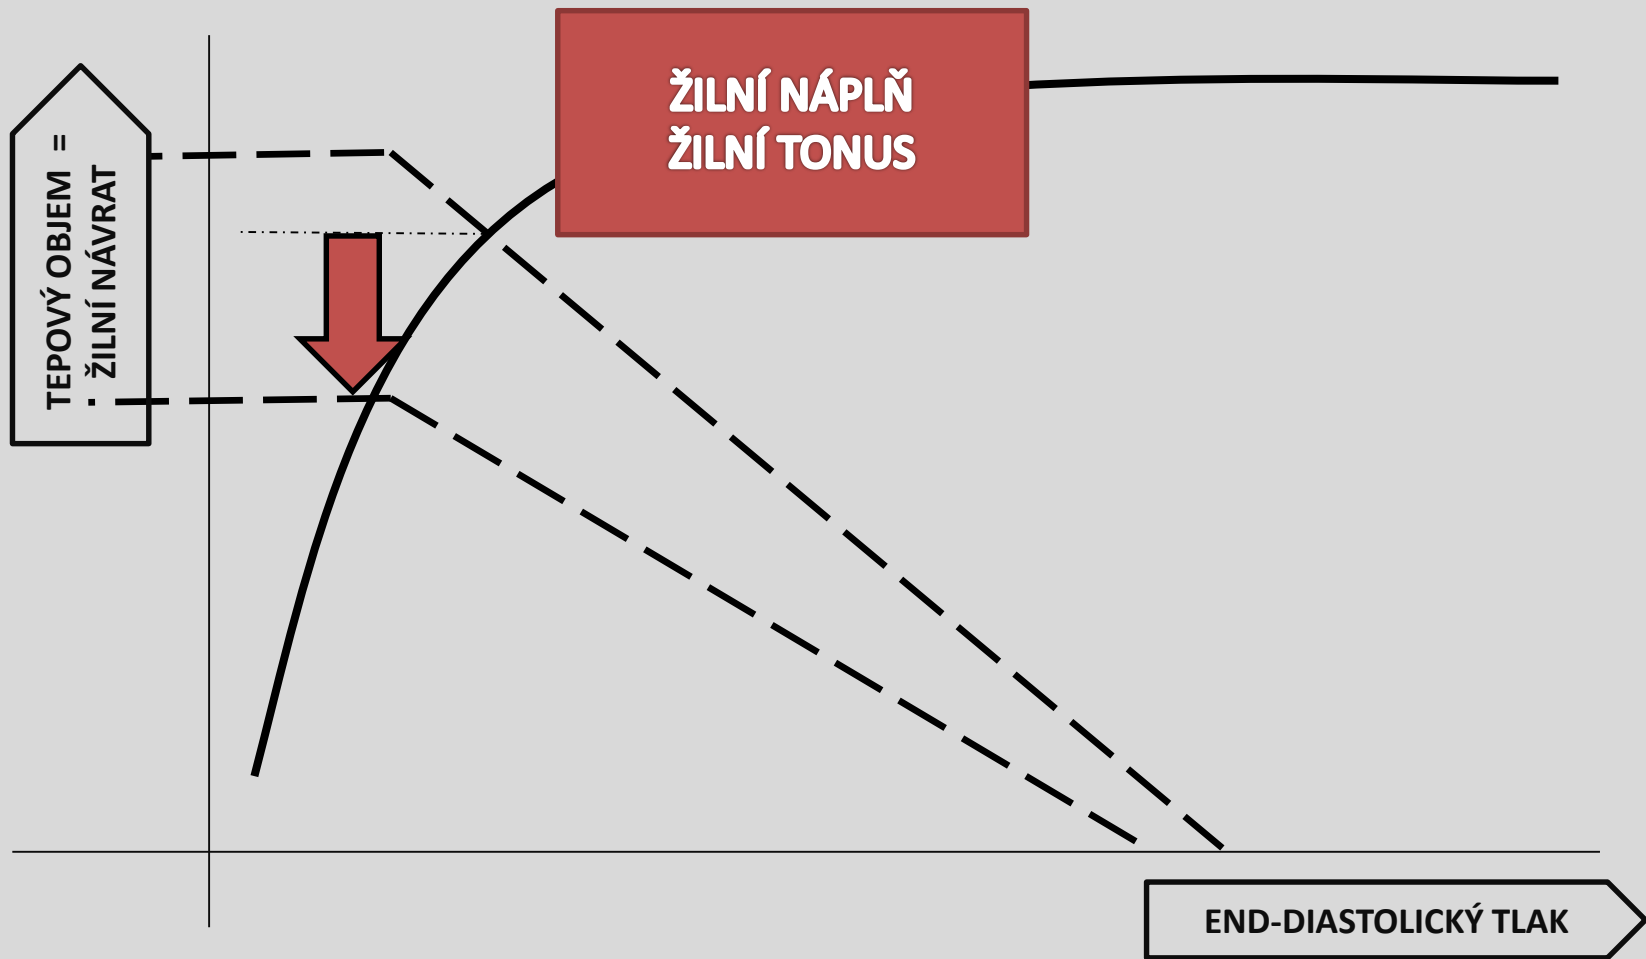 ŽILNÍ NÁPLŇ
ŽILNÍ TONUS
TEPOVÝ OBJEM =
ŽILNÍ NÁVRAT
END-DIASTOLICKÝ TLAK